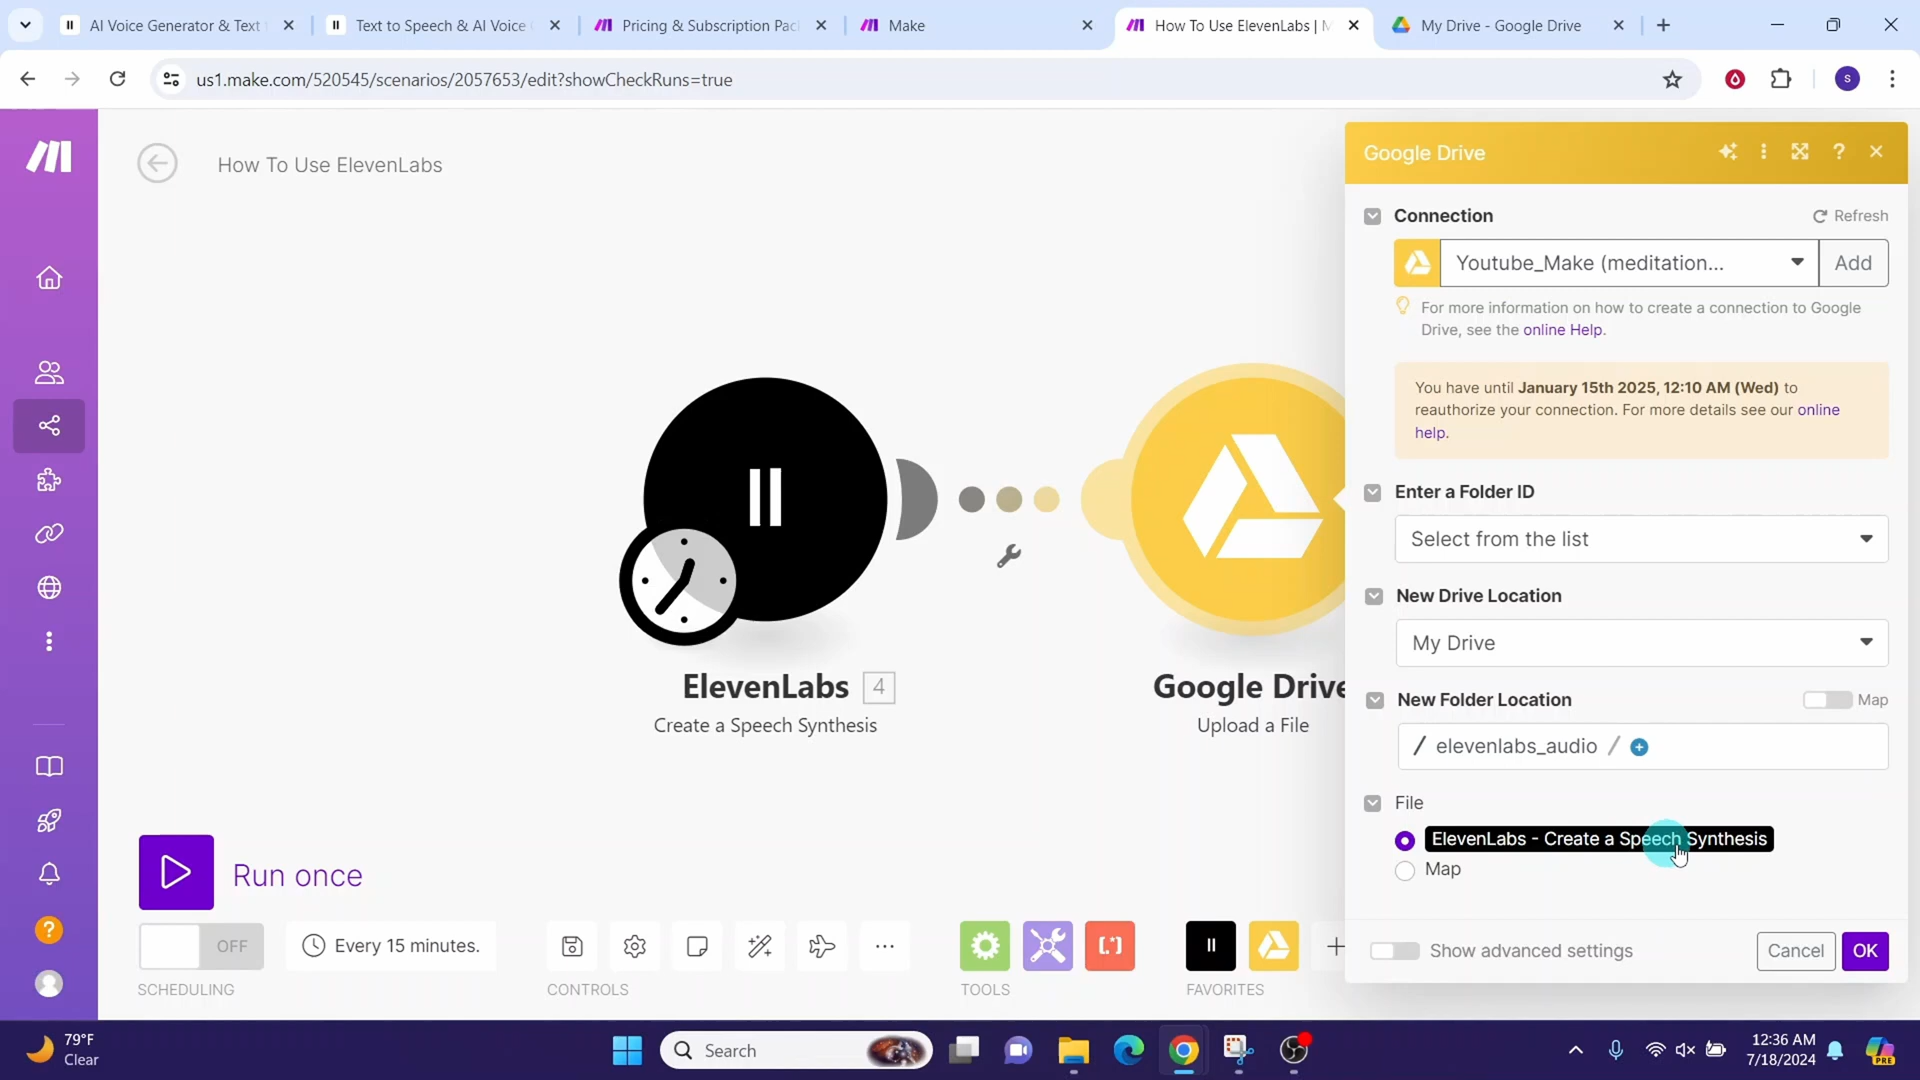 AI Voice Generator & Text
Text to Speech & AI Voice
Pricing & Subscription Pac
Make
How To Use ElevenLabs | M
My Drive - Google Drive
us1.make.com/520545/scenarios/2057653/edit?showCheckRuns=true
S
How To Use ElevenLabs
Google Drive
Connection
Refresh
Youtube_Make (meditation...
Add
For more information on how to create a connection to Google
Drive, see the online Help.
You have until January 15th 2025, 12:10 AM (Wed) to
reauthorize your connection. For more details see our online
help.
Enter a Folder ID
Select from the list
New Drive Location
My Drive
New Folder Location
Map
/ elevenlabs_audio /
File
ElevenLabs - Create a Speech Synthesis
Map
Show advanced settings
Cancel
OK
ElevenLabs 4
Create a Speech Synthesis
Google Drive
Upload a File
Run once
OFF
Every 15 minutes.
SCHEDULING
CONTROLS
TOOLS
FAVORITES
79°F
Clear
Search
12:36 AM
7/18/2024
PRE